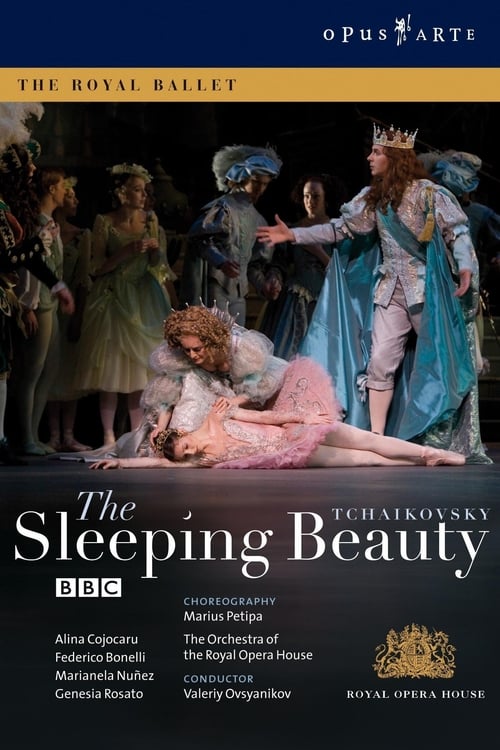 OPUS ARTE
THE ROYAL BALLET
TCHAIKOVSKY
The
Sleeping Beauty
BBC
Alina Cojocaru
Federico Bonelli
Marianela Nuñez
Genesia Rosato
CHOREOGRAPHY
Marius Petipa
The Orchestra of
the Royal Opera House
CONDUCTOR
Valeriy Ovsyanikov
ROYAL OPERA HOUSE